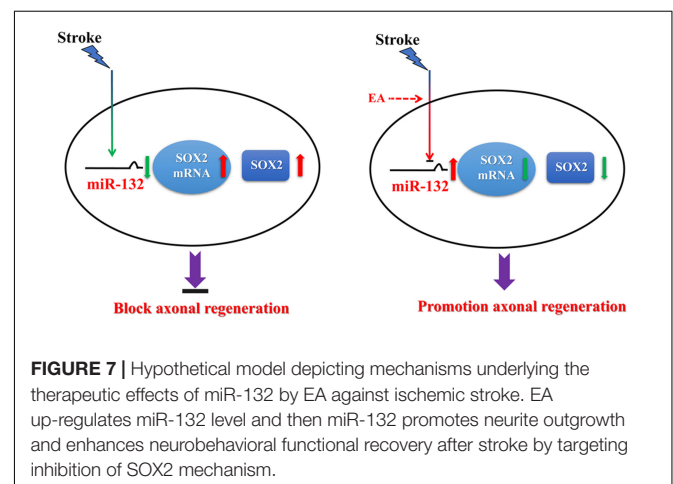 Stroke
EA
SOX2
mRNA
SOX2
miR-132
Block axonal regeneration
Stroke
SOX2
mRNA
SOX2
miR-132
Promotion axonal regeneration
FIGURE 7 | Hypothetical model depicting mechanisms underlying the
therapeutic effects of miR-132 by EA against ischemic stroke. EA
up-regulates miR-132 level and then miR-132 promotes neurite outgrowth
and enhances neurobehavioral functional recovery after stroke by targeting
inhibition of SOX2 mechanism.